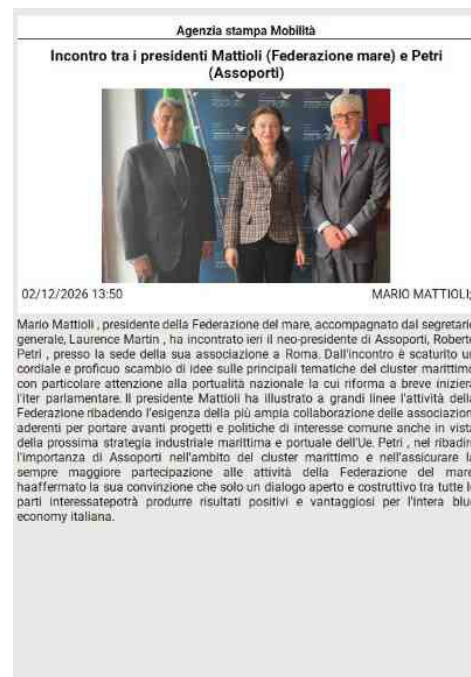 Agenzia stampa Mobilità
Incontro tra i presidenti Mattioli (Federazione mare) e Petri
(Assoporti)
02/12/2026 13:50 MARIO MATTIOLI;
Mario Mattioli , presidente della Federazione del mare, accompagnato dal segretario
generale, Laurence Martin , ha incontrato ieri il neo-presidente di Assoporti, Roberto
Petri , presso la sede della sua associazione a Roma. Dall'incontro è scaturito un
cordiale e proficuo scambio di idee sulle principali tematiche del cluster marittimo
con particolare attenzione alla portualità nazionale la cui riforma a breve inizierà
l'iter parlamentare. Il presidente Mattioli ha illustrato a grandi linee l'attività della
Federazione ribadendo l'esigenza della più ampia collaborazione delle associazioni
aderenti per portare avanti progetti e politiche di interesse comune anche in vista
della prossima strategia industriale marittima e portuale dell'Ue. Petri , nel ribadire
l'importanza di Assoporti nell'ambito del cluster marittimo e nell'assicurare la
sempre maggiore partecipazione alle attività della Federazione del mare,
haaffermato la sua convinzione che solo un dialogo aperto e costruttivo tra tutte le
parti interessatepotrà produrre risultati positivi e vantaggiosi per l'intera blu
economy italiana.